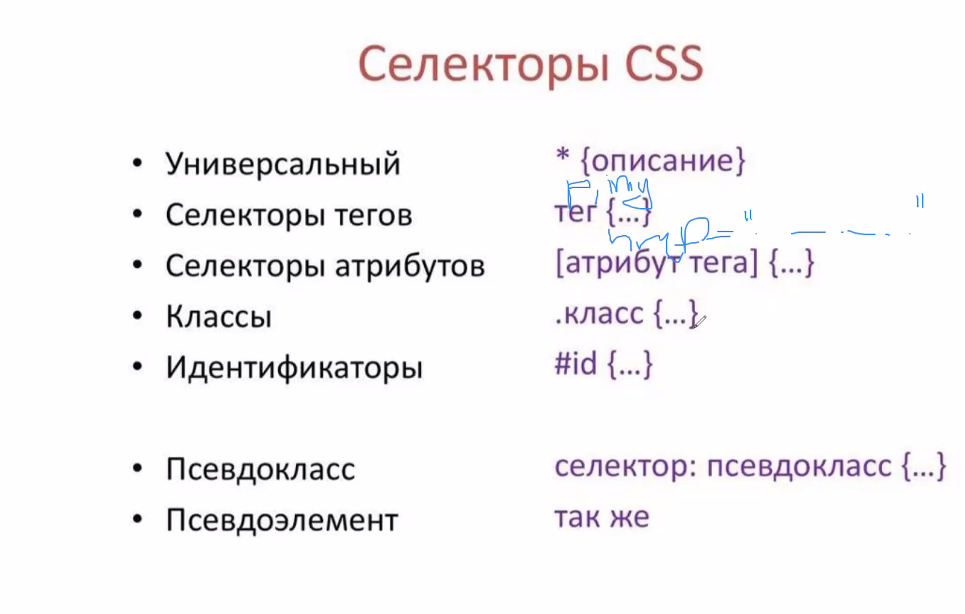 Селекторы CSS
• Универсальный * {описание}
• Селекторы тегов тег {...}
• Селекторы атрибутов [атрибут тега] {...}
• Классы .класс {...}
• Идентификаторы #id {...}
• Псевдокласс селектор: псевдокласс {...}
• Псевдоэлемент так же